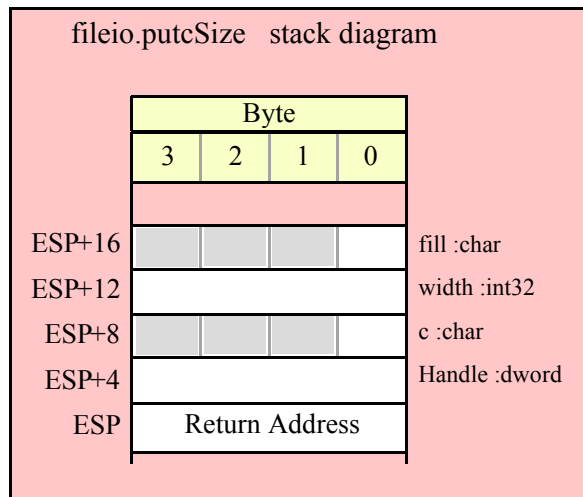 fileio.putcSize stack diagram
Byte
3 2 1 0
ESP+16 fill :char
ESP+12 width :int32
ESP+8 c :char
ESP+4 Handle :dword
ESP Return Address